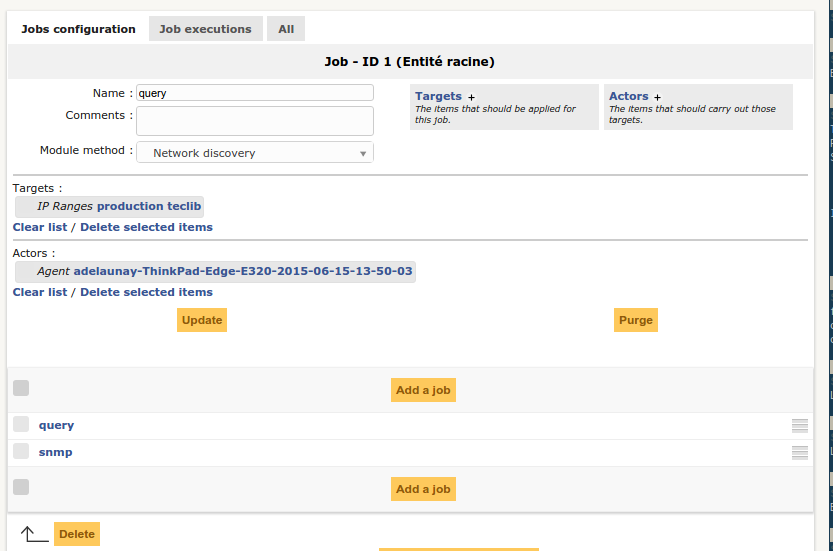 Jobs configuration Job executions All
Job - ID 1 (Entité racine)
Name : query
Comments :
Module method : Network discovery
Targets +
The items that should be applied for
this job.
Actors +
The items that should carry out those
targets.
Targets :
IP Ranges production teclib
Clear list / Delete selected items
Actors :
Agent adelaunay-ThinkPad-Edge-E320-2015-06-15-13-50-03
Clear list / Delete selected items
Update Purge
Add a job
query
snmp
Add a job
Delete